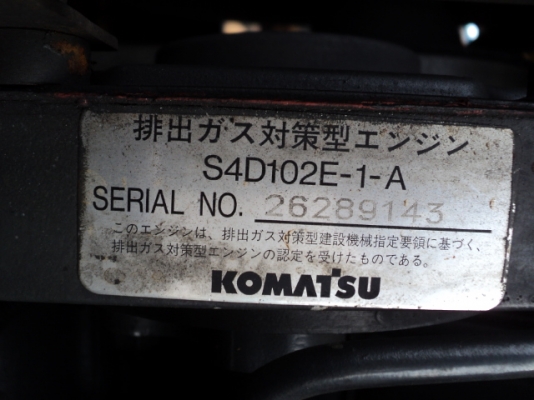 排出ガス対策型エンジン
S4D102E-1-A
SERIAL NO. 26289143
このエンジンは、排出ガス対策型建設機械指定要領に基づく、
排出ガス対策型エンジンの認定を受けたものである。
KOMATSU